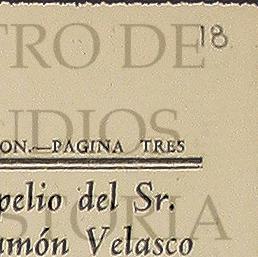 TRO DE
18
UDIOS
ON.—PAGINA TRES
pelio del Sr.
STORIA
amón Velasco